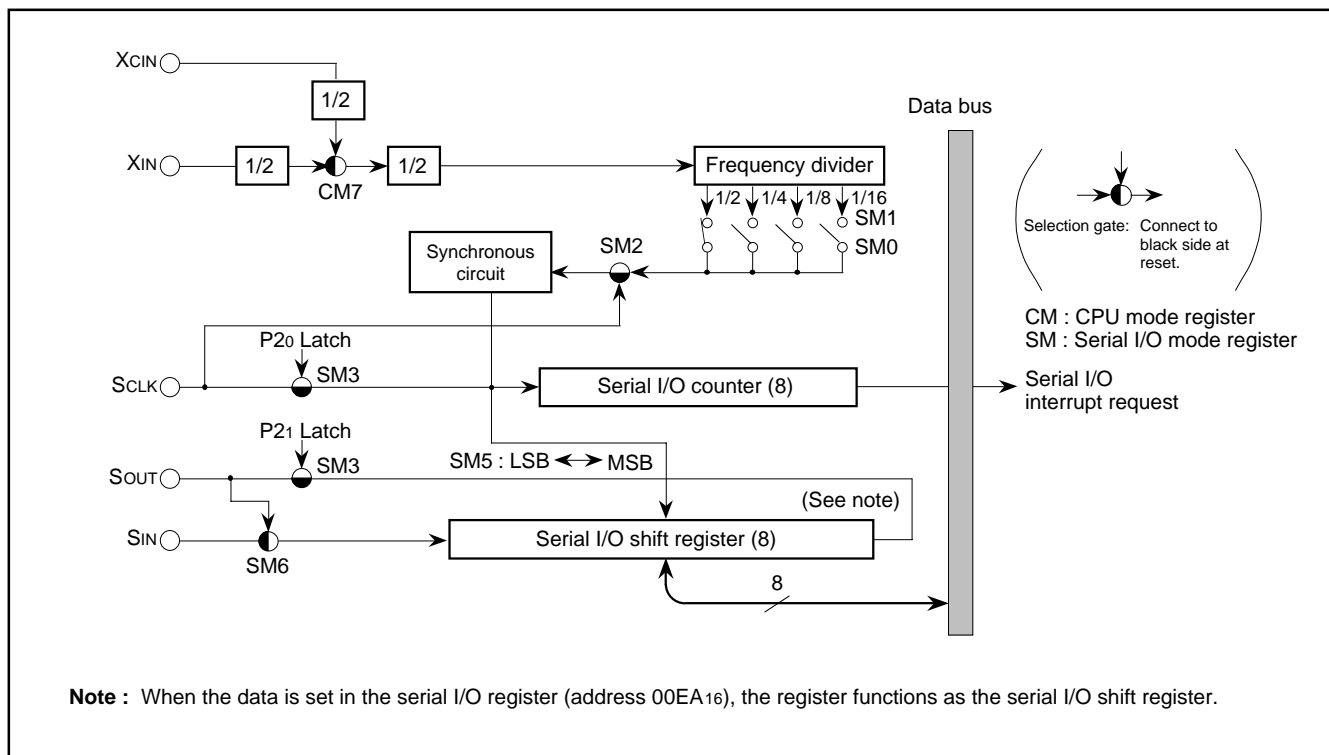 XCIN
1/2
Data bus
XIN
1/2
1/2
Frequency divider
CM7
1/2 1/4 1/8 1/16
SM1
SM0
Selection gate: Connect to
black side at
reset.
Synchronous
circuit
SM2
CM : CPU mode register
SM : Serial I/O mode register
P20 Latch
SCLK
SM3
Serial I/O counter (8)
Serial I/O
interrupt request
P21 Latch
SM5 : LSB ↔ MSB
SOUT
SM3
(See note)
SIN
Serial I/O shift register (8)
SM6
8
Note : When the data is set in the serial I/O register (address 00EA16), the register functions as the serial I/O shift register.